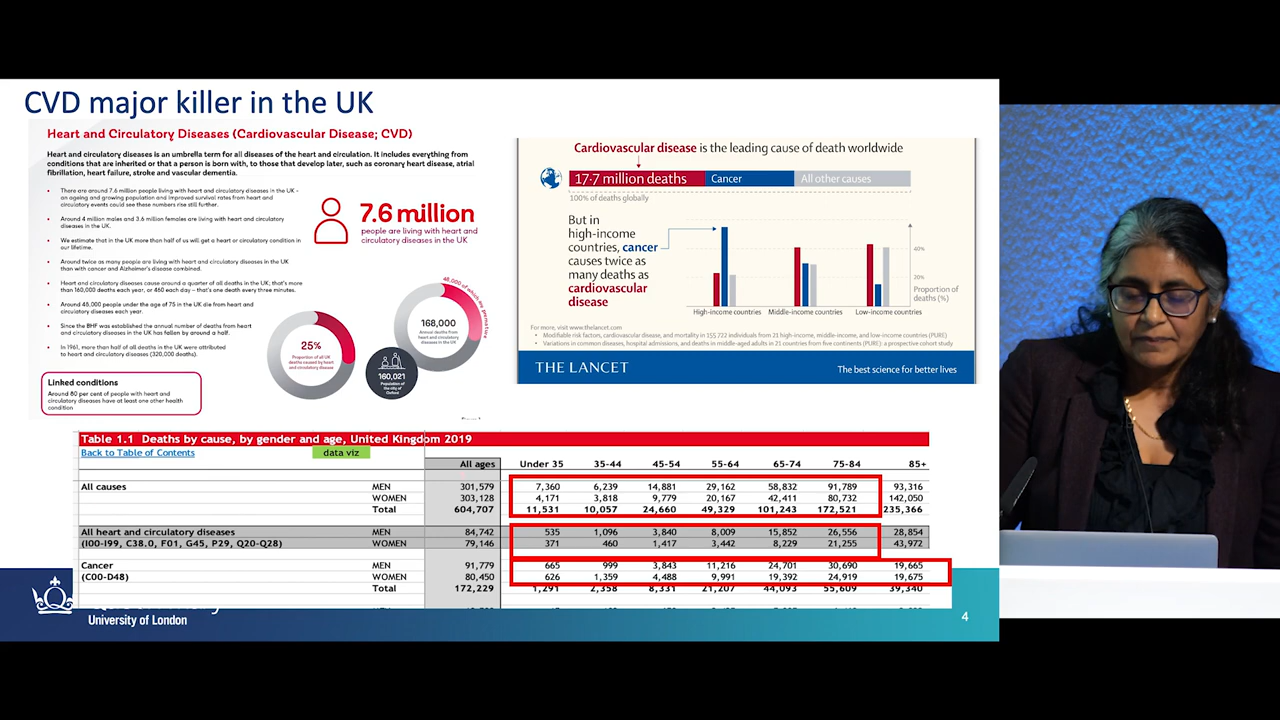 CVD major killer in the UK
Heart and Circulatory Diseases (Cardiovascular Disease; CVD)
Heart and circulatory diseases is an umbrella term for all diseases of the heart and circulation. It includes everything from
conditions that are inherited or that a person is born with, to those that develop later, such as coronary heart disease, atrial
fibrillation, heart failure, stroke and vascular dementia.
• There are around 7.6 million people living with heart and circulatory diseases in the UK -
an ageing and growing population and improved survival rates from heart and
circulatory events could see these numbers rise still further.
• Around 4 million males and 3.6 million females are living with heart and circulatory
diseases in the UK.
• We estimate that in the UK more than half of us will get a heart or circulatory condition in
our lifetime.
• Around twice as many people are living with heart and circulatory diseases in the UK
than with cancer and Alzheimer's disease combined.
• Heart and circulatory diseases cause around a quarter of all deaths in the UK, that's more
than 160,000 deaths each year, or 460 each day - that's one death every three minutes.
• Around 48,000 people under the age of 75 in the UK die from heart and
circulatory diseases each year.
• Since the BHF was established the annual number of deaths from heart
and circulatory diseases in the UK has fallen by around a half.
• In 1961, more than half of all deaths in the UK were attributed
to heart and circulatory diseases (320,000 deaths).
7.6 million
people are living with heart and
circulatory diseases in the UK
25%
Proportion of all UK
deaths caused by heart
and circulatory disease
168,000
Annual deaths from
heart and circulatory
diseases in the UK
48,000 of which are premature
160,021
Population of
the city of
Oxford
Linked conditions
Around 80 per cent of people with heart and
circulatory diseases have at least one other health
condition
Cardiovascular disease is the leading cause of death worldwide
17·7 million deaths Cancer All other causes
100% of deaths globally
But in
high-income
countries, cancer
causes twice as
many deaths as
cardiovascular
disease
60%
20%
Proportion of
deaths (%)
High-income countries Middle-income countries Low-income countries
For more, visit www.thelancet.com
• Modifiable risk factors, cardiovascular disease, and mortality in 155 722 individuals from 21 high-income, middle-income, and low-income countries (PURE)
• Variations in common diseases, hospital admissions, and deaths in middle-aged adults in 21 countries from five continents (PURE): a prospective cohort study
THE LANCET The best science for better lives
Table 1.1 Deaths by cause, by gender and age, United Kingdom 2019
Back to Table of Contents data viz
All ages Under 35 35-44 45-54 55-64 65-74 75-84 85+
All causes MEN 301,579 7,360 6,239 14,881 29,162 58,832 91,789 93,316
WOMEN 303,128 4,171 3,818 9,779 20,167 42,411 80,732 142,050
Total 604,707 11,531 10,057 24,660 49,329 101,243 172,521 235,366
All heart and circulatory diseases MEN 84,742 535 1,096 3,840 8,009 15,852 26,556 28,854
(I00-I99, C38.0, F01, G45, P29, Q20-Q28) WOMEN 79,146 371 460 1,417 3,442 8,229 21,255 43,972
Cancer MEN 91,779 665 999 3,843 11,216 24,701 30,690 19,665
(C00-D48) WOMEN 80,450 626 1,359 4,488 9,991 19,392 24,919 19,675
Total 172,229 1,291 2,358 8,331 21,207 44,093 55,609 39,340
University of London
4